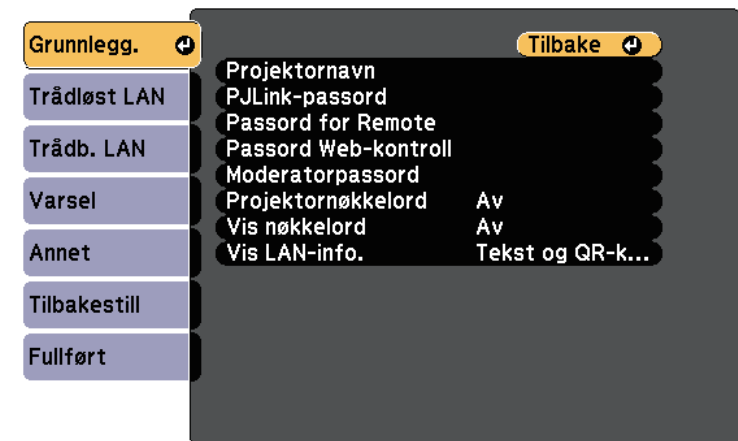 Grunnlegg.
Trådløst LAN
Trådb. LAN
Varsel
Annet
Tilbakestill
Fullført
Tilbake
Projektornavn
PJLink-passord
Passord for Remote
Passord Web-kontroll
Moderatorpassord
Projektornøkkelord Av
Vis nøkkelord Av
Vis LAN-info. Tekst og QR-k...